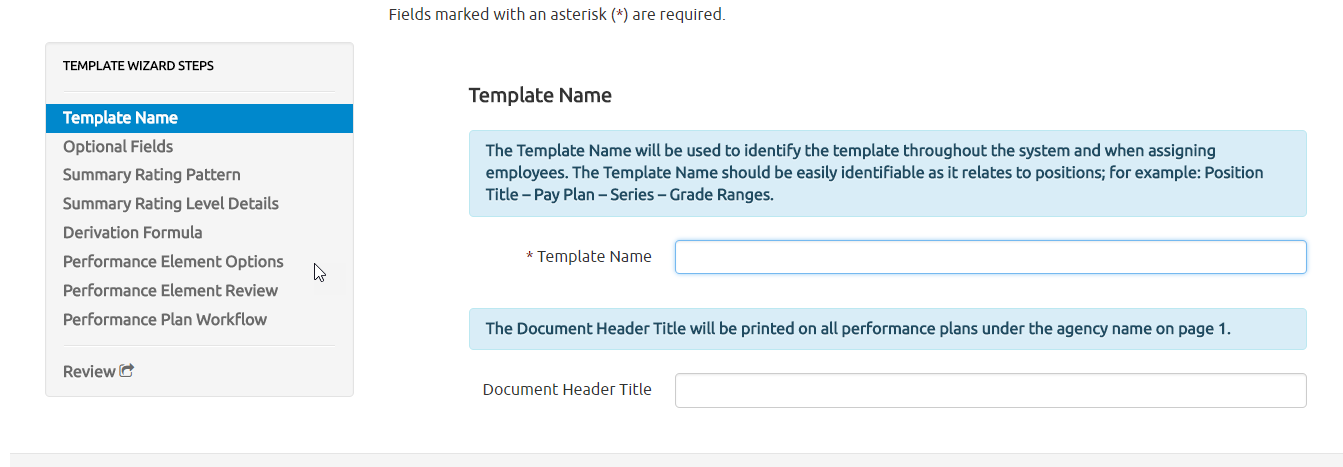 Fields marked with an asterisk (*) are required.
TEMPLATE WIZARD STEPS
Template Name
Optional Fields
Summary Rating Pattern
Summary Rating Level Details
Derivation Formula
Performance Element Options
Performance Element Review
Performance Plan Workflow
Review
Template Name
The Template Name will be used to identify the template throughout the system and when assigning
employees. The Template Name should be easily identifiable as it relates to positions; for example: Position
Title – Pay Plan – Series – Grade Ranges.
* Template Name
The Document Header Title will be printed on all performance plans under the agency name on page 1.
Document Header Title